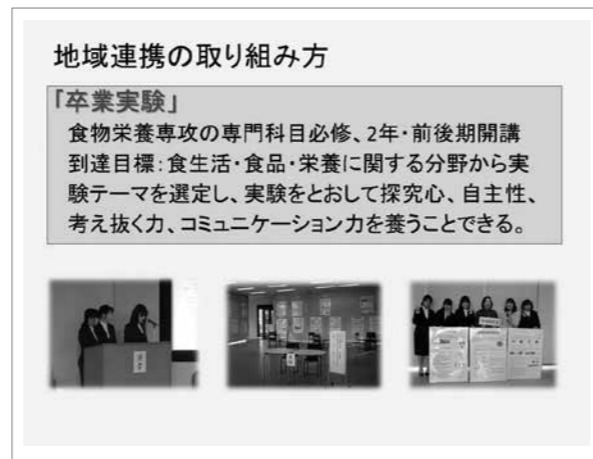 地域連携の取り組み方
「卒業実験」
食物栄養専攻の専門科目必修、2年・前後期開講
到達目標：食生活・食品・栄養に関する分野から実
験テーマを選定し、実験をとおして探究心、自主性、
考え抜く力、コミュニケーション力を養うことできる。